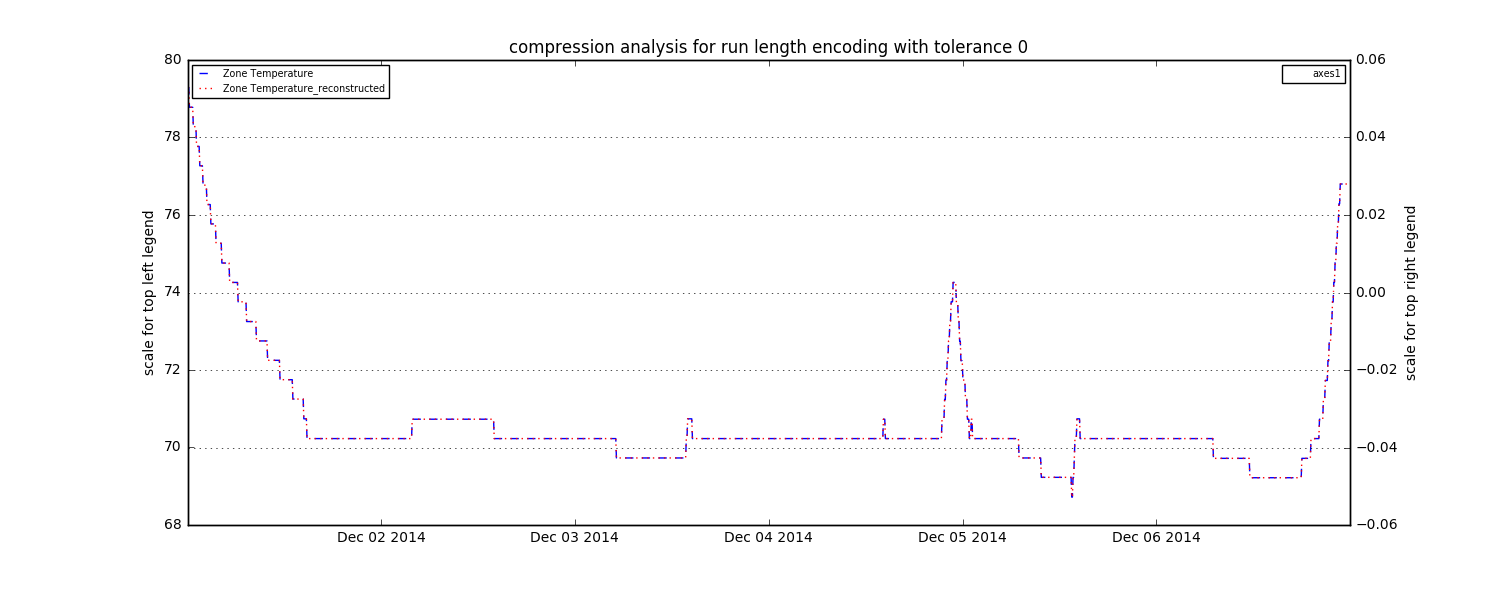 compression analysis for run length encoding with tolerance 0
80
78
76
74
72
70
68
scale for top left legend
Zone Temperature
Zone Temperature_reconstructed
axes1
0.06
0.04
0.02
0.00
−0.02
−0.04
−0.06
scale for top right legend
Dec 02 2014
Dec 03 2014
Dec 04 2014
Dec 05 2014
Dec 06 2014